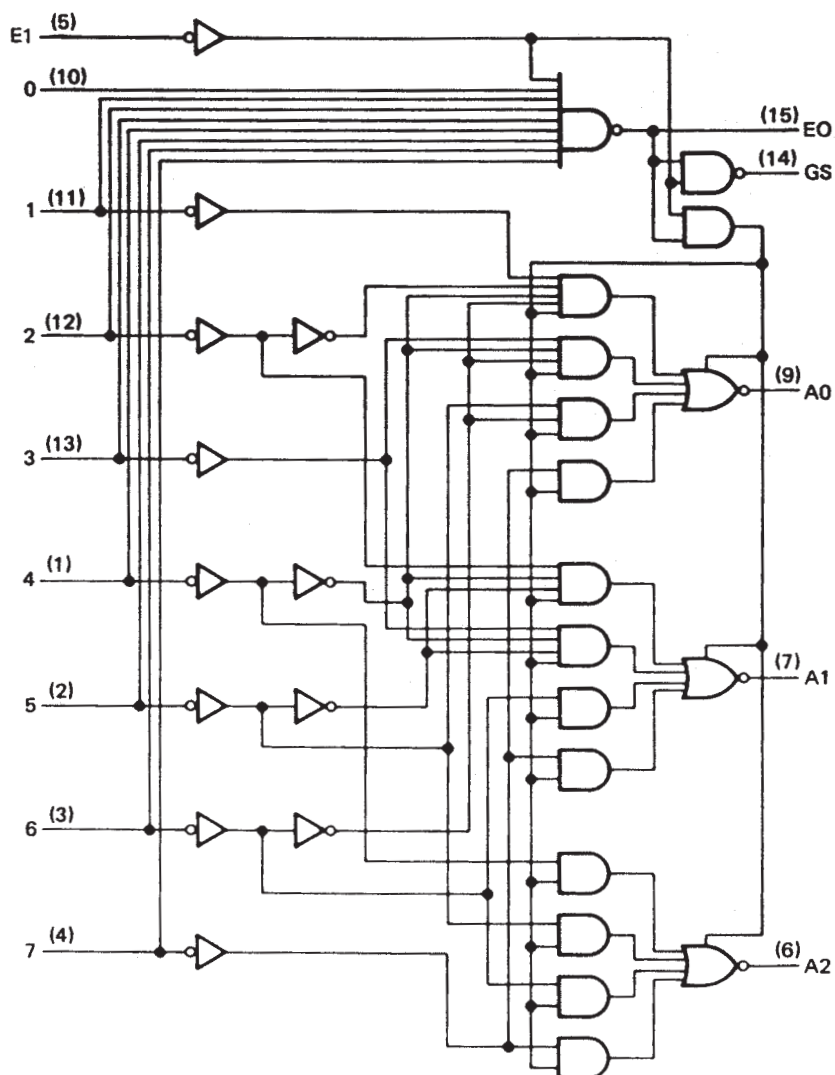 E1 (5)
0 (10)
(15) EO
(14) GS
1 (11)
2 (12)
(9) A0
3 (13)
4 (1)
(7) A1
5 (2)
6 (3)
7 (4)
(6) A2